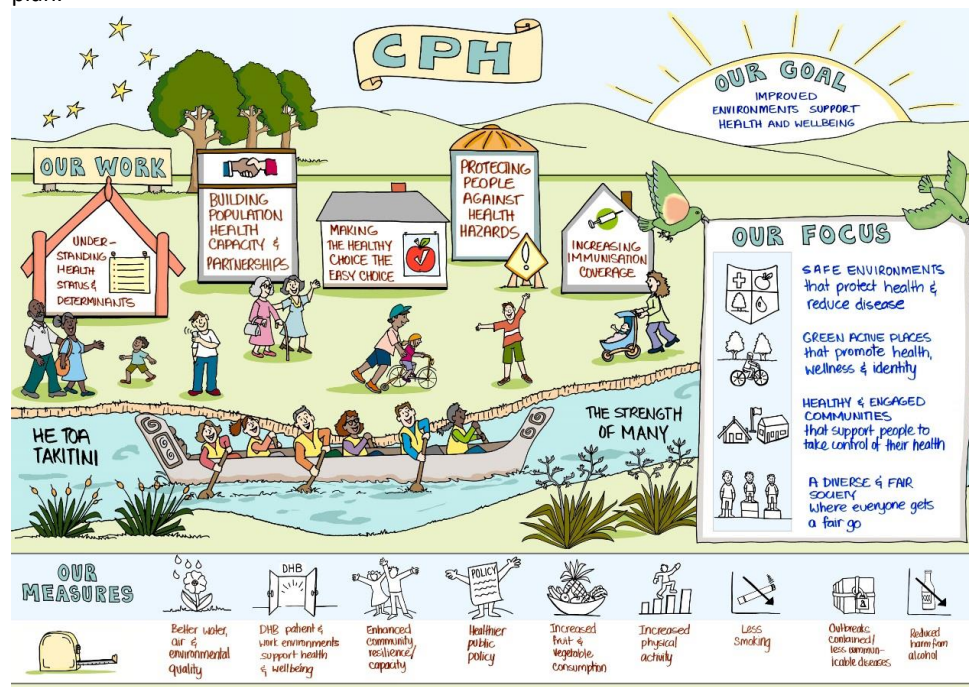 plan.
CPH
OUR GOAL
IMPROVED
ENVIRONMENTS SUPPORT
HEALTH AND WELLBEING
OUR WORK
UNDER-
STANDING
HEALTH
STATUS &
DETERMINANTS
BUILDING
POPULATION
HEALTH
CAPACITY &
PARTNERSHIPS
MAKING
THE HEALTHY
CHOICE THE
EASY CHOICE
PROTECTING
PEOPLE
AGAINST
HEALTH
HAZARDS
!
INCREASING
IMMUNISATION
COVERAGE
OUR FOCUS
SAFE ENVIRONMENTS
that protect health &
reduce disease
GREEN ACTIVE PLACES
that promote health,
wellness & identity
HEALTHY & ENGAGED
COMMUNITIES
that support people to
take control of their health
A DIVERSE & FAIR
SOCIETY
Where everyone gets
a fair go
HE TOA
TAKITINI
THE STRENGTH
OF MANY
OUR
MEASURES
Better water,
air &
environmental
quality
DHB
DHB patient &
work environments
support health
& wellbeing
Enhanced
community
resilience/
capacity
POLICY
Healthier
public
policy
Increased
fruit &
vegetable
consumption
Increased
physical
activity
Less
Smoking
Outbreaks
contained/
less commun-
icable diseases
Reduced
harm from
alcohol